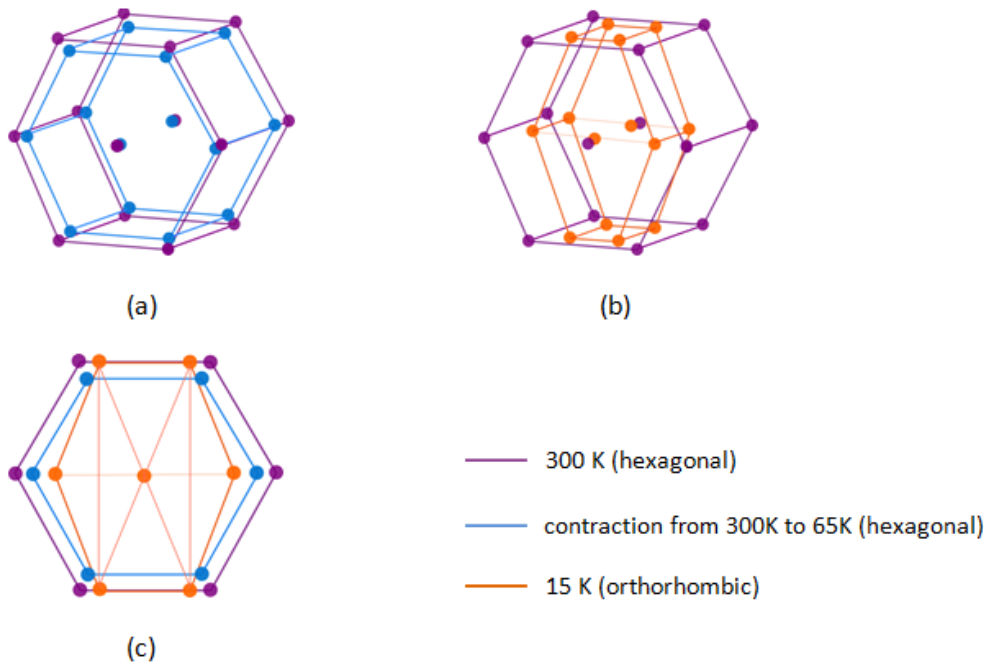 (a)
(b)
(c)
300 K (hexagonal)
contraction from 300K to 65K (hexagonal)
15 K (orthorhombic)